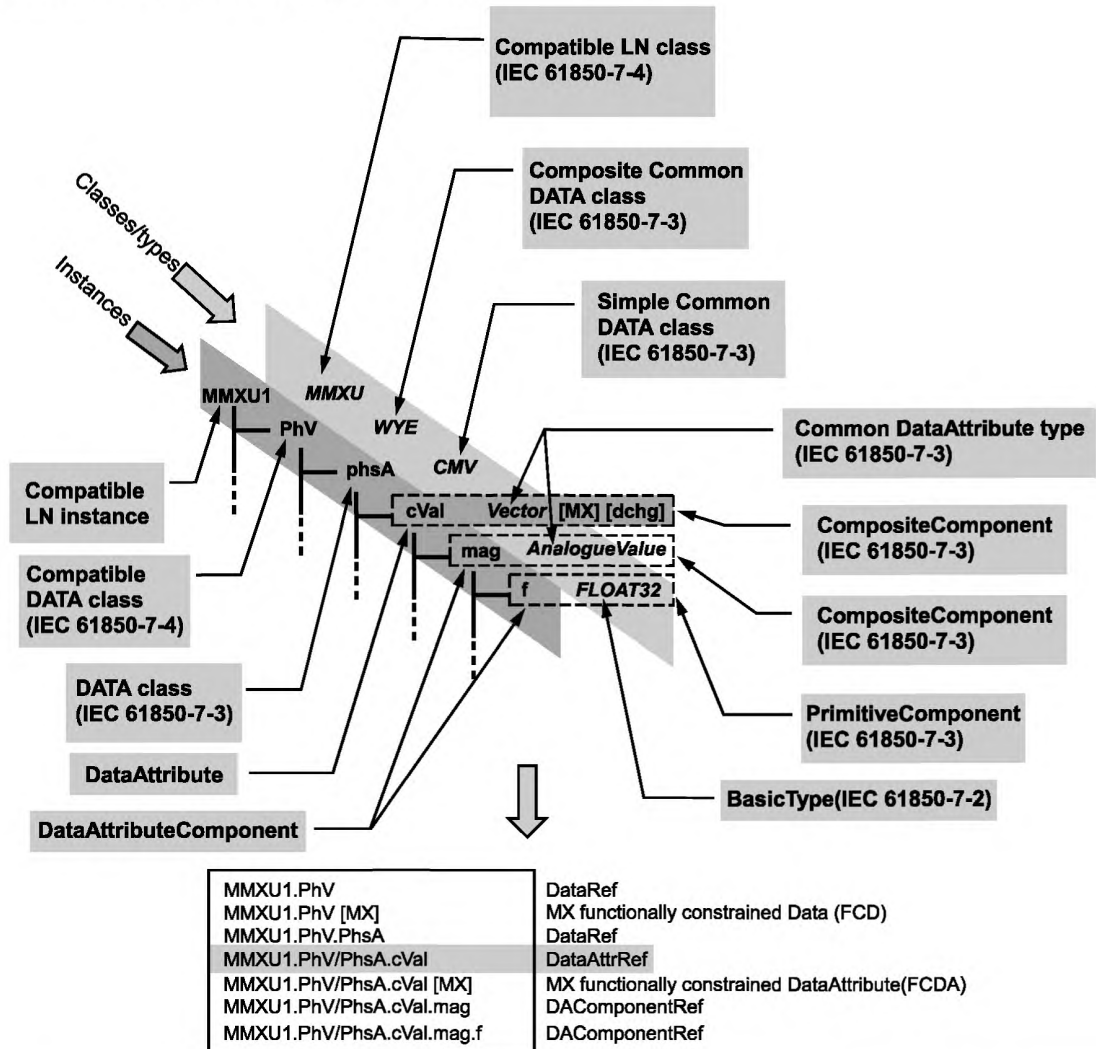 Compatible LN class
(IEC 61850-7-4)
Composite Common
DATA class
(IEC 61850-7-3)
Classes/types
Instances
Simple Common
DATA class
(IEC 61850-7-3)
MMXU1
MMXU
PhV
WYE
phsA
CMV
Common DataAttribute type
(IEC 61850-7-3)
Compatible
LN instance
cVal Vector [MX] [dchg]
CompositeComponent
(IEC 61850-7-3)
mag AnalogueValue
Compatible
DATA class
(IEC 61850-7-4)
f FLOAT32
CompositeComponent
(IEC 61850-7-3)
DATA class
(IEC 61850-7-3)
PrimitiveComponent
(IEC 61850-7-3)
DataAttribute
BasicType(IEC 61850-7-2)
DataAttributeComponent
MMXU1.PhV DataRef
MMXU1.PhV [MX] MX functionally constrained Data (FCD)
MMXU1.PhV.PhsA DataRef
MMXU1.PhV/PhsA.cVal DataAttrRef
MMXU1.PhV/PhsA.cVal [MX] MX functionally constrained DataAttribute(FCDA)
MMXU1.PhV/PhsA.cVal.mag DAComponentRef
MMXU1.PhV/PhsA.cVal.mag.f DAComponentRef